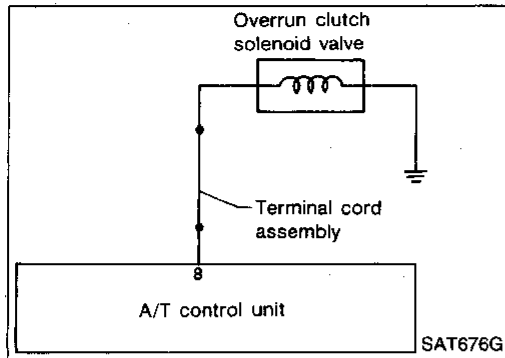 Overrun clutch
solenoid valve
Terminal cord
assembly
8
A/T control unit
SAT676G